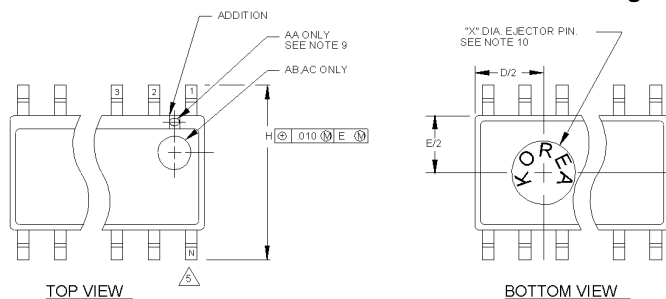 ADDITION
AA ONLY
SEE NOTE 9
AB,AC ONLY
3 2 1
H ⌖ .010 Ⓜ E Ⓜ
N
5
TOP VIEW
"X" DIA. EJECTOR PIN.
SEE NOTE 10
D/2
E/2
KOREA
BOTTOM VIEW